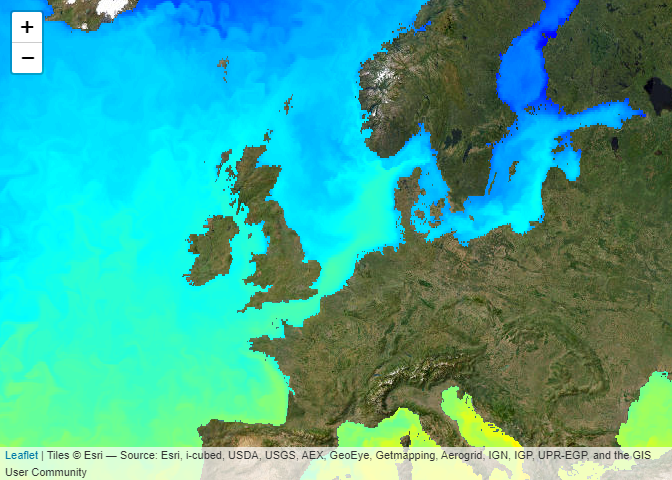 +
−
Leaflet | Tiles © Esri — Source: Esri, i-cubed, USDA, USGS, AEX, GeoEye, Getmapping, Aerogrid, IGN, IGP, UPR-EGP, and the GIS
User Community